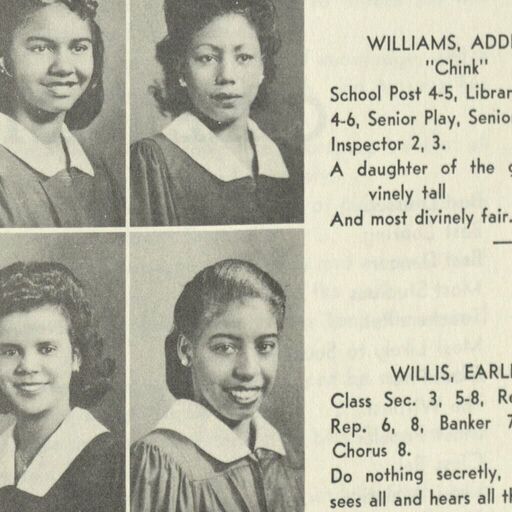 WILLIAMS, ADDI
"Chink"
School Post 4-5, Librar
4-6, Senior Play, Senio
Inspector 2, 3.
A daughter of the g
vinely tall
And most divinely fair.
WILLIS, EARLI
Class Sec. 3, 5-8, Re
Rep. 6, 8, Banker 7
Chorus 8.
Do nothing secretly,
sees all and hears all th